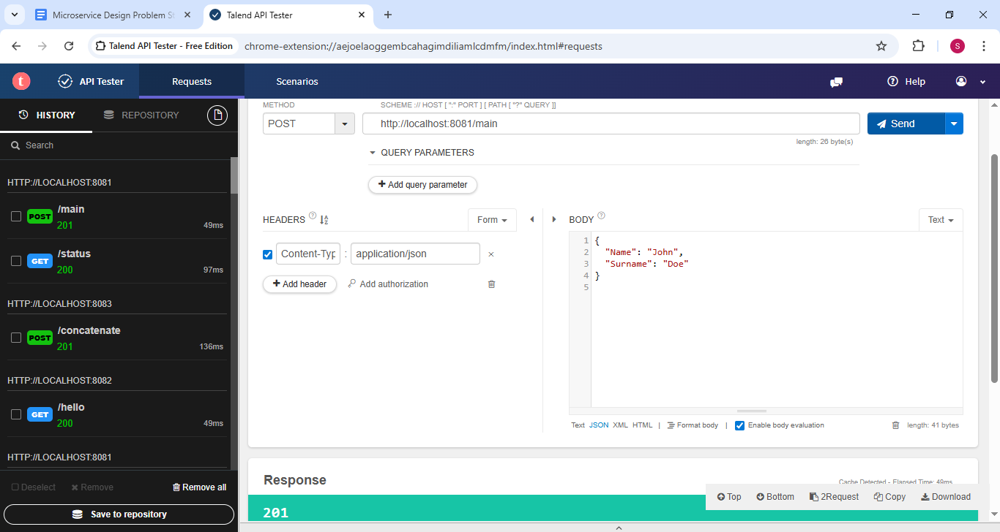 Microservice Design Problem St
Talend API Tester
Talend API Tester - Free Edition
chrome-extension://aejoelaoggembcahagimdiliamlcdmfm/index.html#requests
S
t
API Tester
Requests
Scenarios
Help
HISTORY
REPOSITORY
Search
HTTP://LOCALHOST:8081
POST
/main
201
49ms
GET
/status
200
97ms
HTTP://LOCALHOST:8083
POST
/concatenate
201
136ms
HTTP://LOCALHOST:8082
GET
/hello
200
49ms
HTTP://LOCALHOST:8081
Deselect
Remove
Remove all
Save to repository
METHOD
SCHEME :// HOST [ ":" PORT ] [ PATH [ "?" QUERY ]]
POST
http://localhost:8081/main
Send
length: 26 byte(s)
QUERY PARAMETERS
+ Add query parameter
HEADERS ?
Form
Content-Typ : application/json ×
+ Add header
Add authorization
BODY ?
Text
1 {
2 "Name": "John",
3 "Surname": "Doe"
4 }
5
Text JSON XML HTML | Format body | Enable body evaluation
length: 41 bytes
Response
Cache Detected - Elapsed Time: 49ms
Top
Bottom
2Request
Copy
Download
201